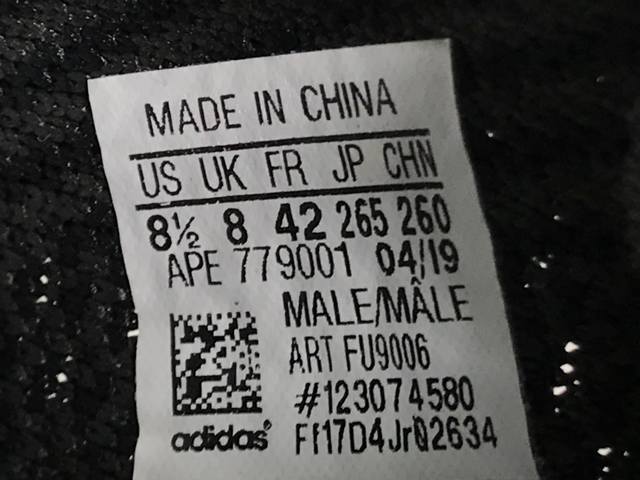 MADE IN CHINA
US UK FR JP CHN
8½ 8 42 265 260
APE 779001 04/19
MALE/MÂLE
ART FU9006
#123074580
adidas Ff17D4JrQ2634